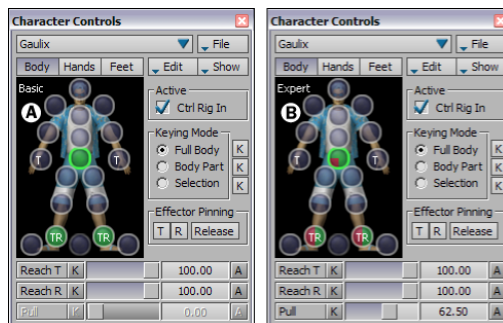 Character Controls
Gaulix
File
Body Hands Feet Edit Show
Basic
A
Active
Ctrl Rig In
Keying Mode
Full Body K
Body Part K
Selection K
T T
Effector Pinning
T R Release
TR TR
Reach T K 100.00 A
Reach R K 100.00 A
Pull K 0.00 A
Character Controls
Gaulix
File
Body Hands Feet Edit Show
Expert
B
Active
Ctrl Rig In
Keying Mode
Full Body K
Body Part K
Selection K
T T
Effector Pinning
T R Release
TR TR
Reach T K 100.00 A
Reach R K 100.00 A
Pull K 62.50 A